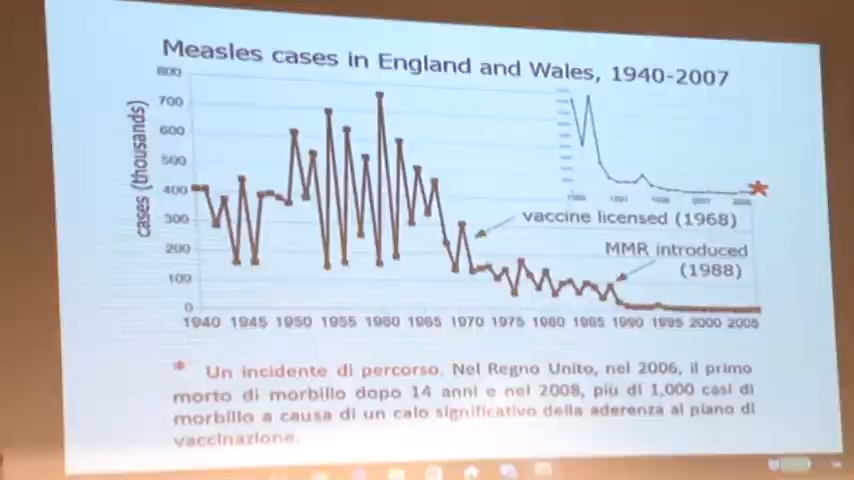 Measles cases in England and Wales, 1940-2007
cases (thousands)
800
700
600
500
400
300
200
100
0
1940 1945 1950 1955 1960 1965 1970 1975 1980 1985 1990 1995 2000 2005
vaccine licensed (1968)
MMR introduced
(1988)
* Un incidente di percorso. Nel Regno Unito, nel 2006, il primo
morto di morbillo dopo 14 anni e nel 2008, più di 1,000 casi di
morbillo a causa di un calo significativo della aderenza al piano di
vaccinazione.